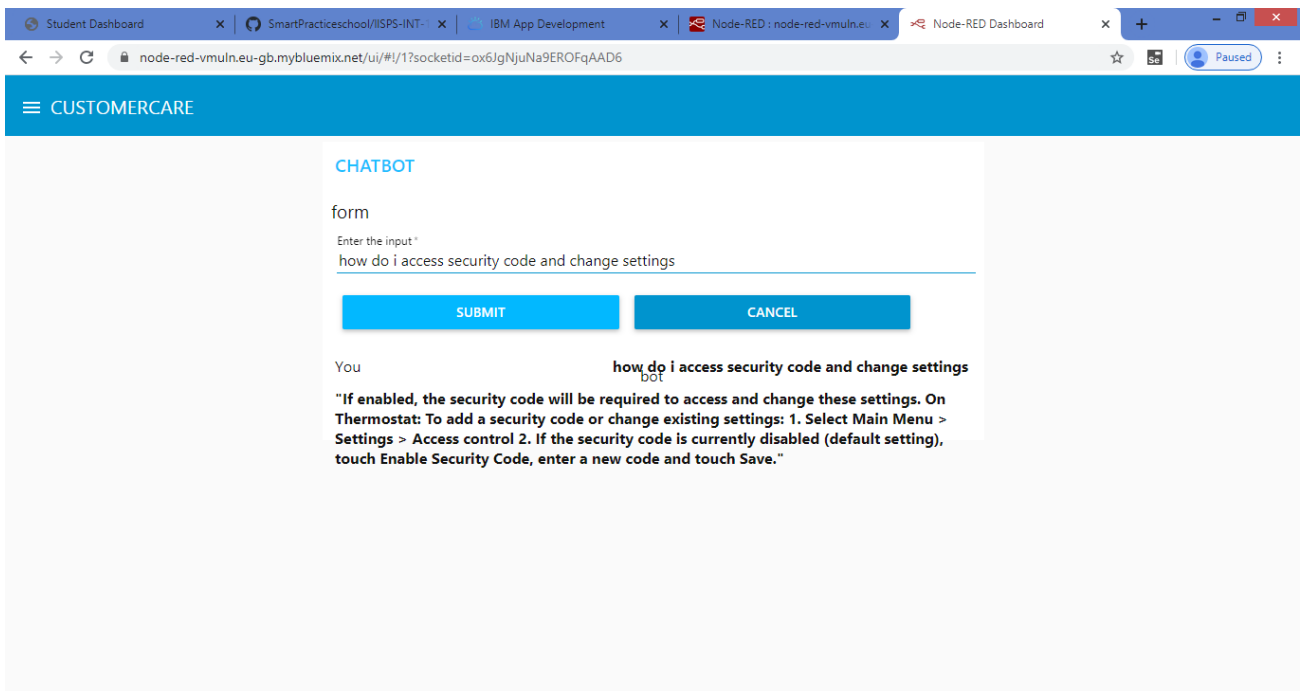 Student Dashboard
SmartPracticeschool/IISPS-INT-
IBM App Development
Node-RED : node-red-vmuln.eu
Node-RED Dashboard
node-red-vmuln.eu-gb.mybluemix.net/ui/#!/1?socketid=ox6JgNjuNa9EROFqAAD6
Se
Paused
CUSTOMERCARE
CHATBOT
form
Enter the input *
how do i access security code and change settings
SUBMIT
CANCEL
You
how do i access security code and change settings
bot
"If enabled, the security code will be required to access and change these settings. On
Thermostat: To add a security code or change existing settings: 1. Select Main Menu >
Settings > Access control 2. If the security code is currently disabled (default setting),
touch Enable Security Code, enter a new code and touch Save."